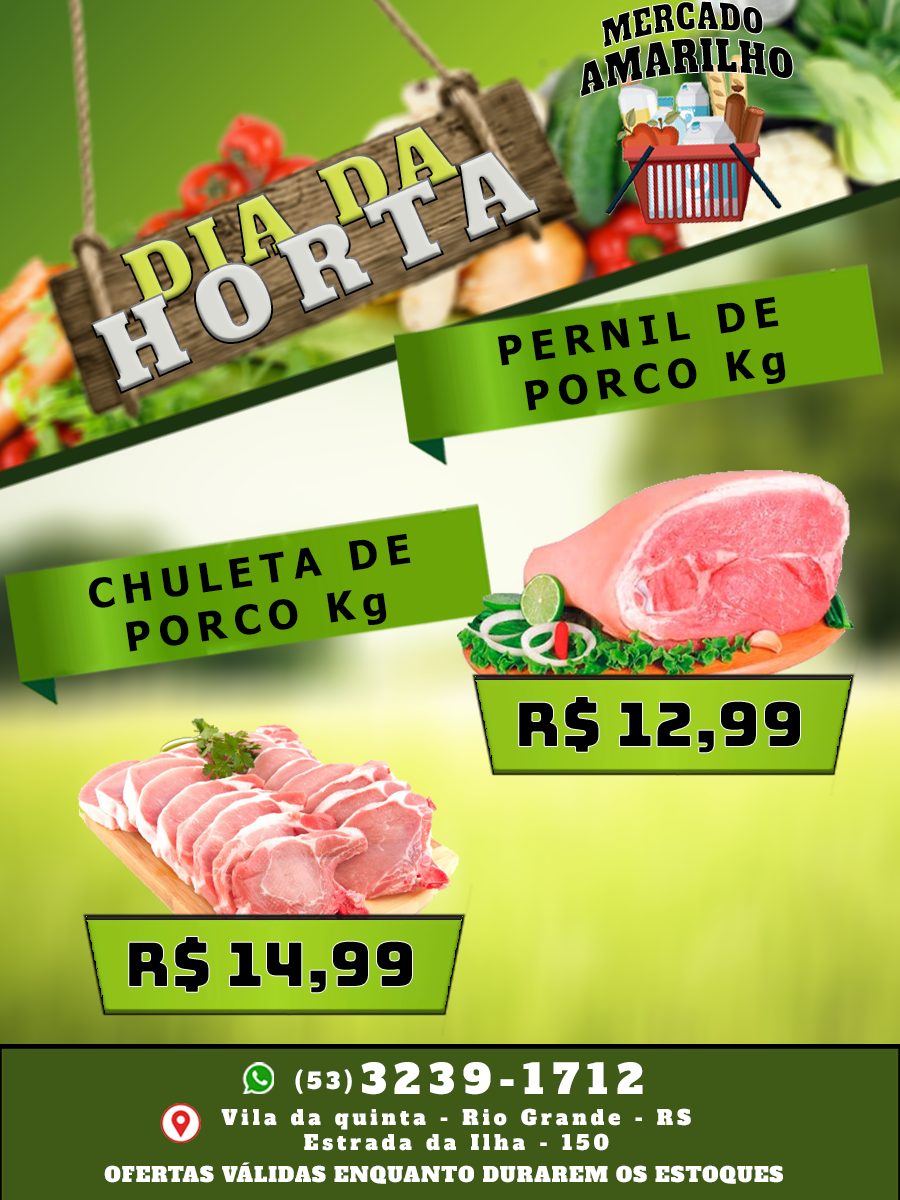 MERCADO
AMARILHO
DIA DA
HORTA
PERNIL DE
PORCO Kg
CHULETA DE
PORCO Kg
R$ 12,99
R$ 14,99
(53) 3239-1712
Vila da quinta - Rio Grande - RS
Estrada da Ilha - 150
OFERTAS VÁLIDAS ENQUANTO DURAREM OS ESTOQUES